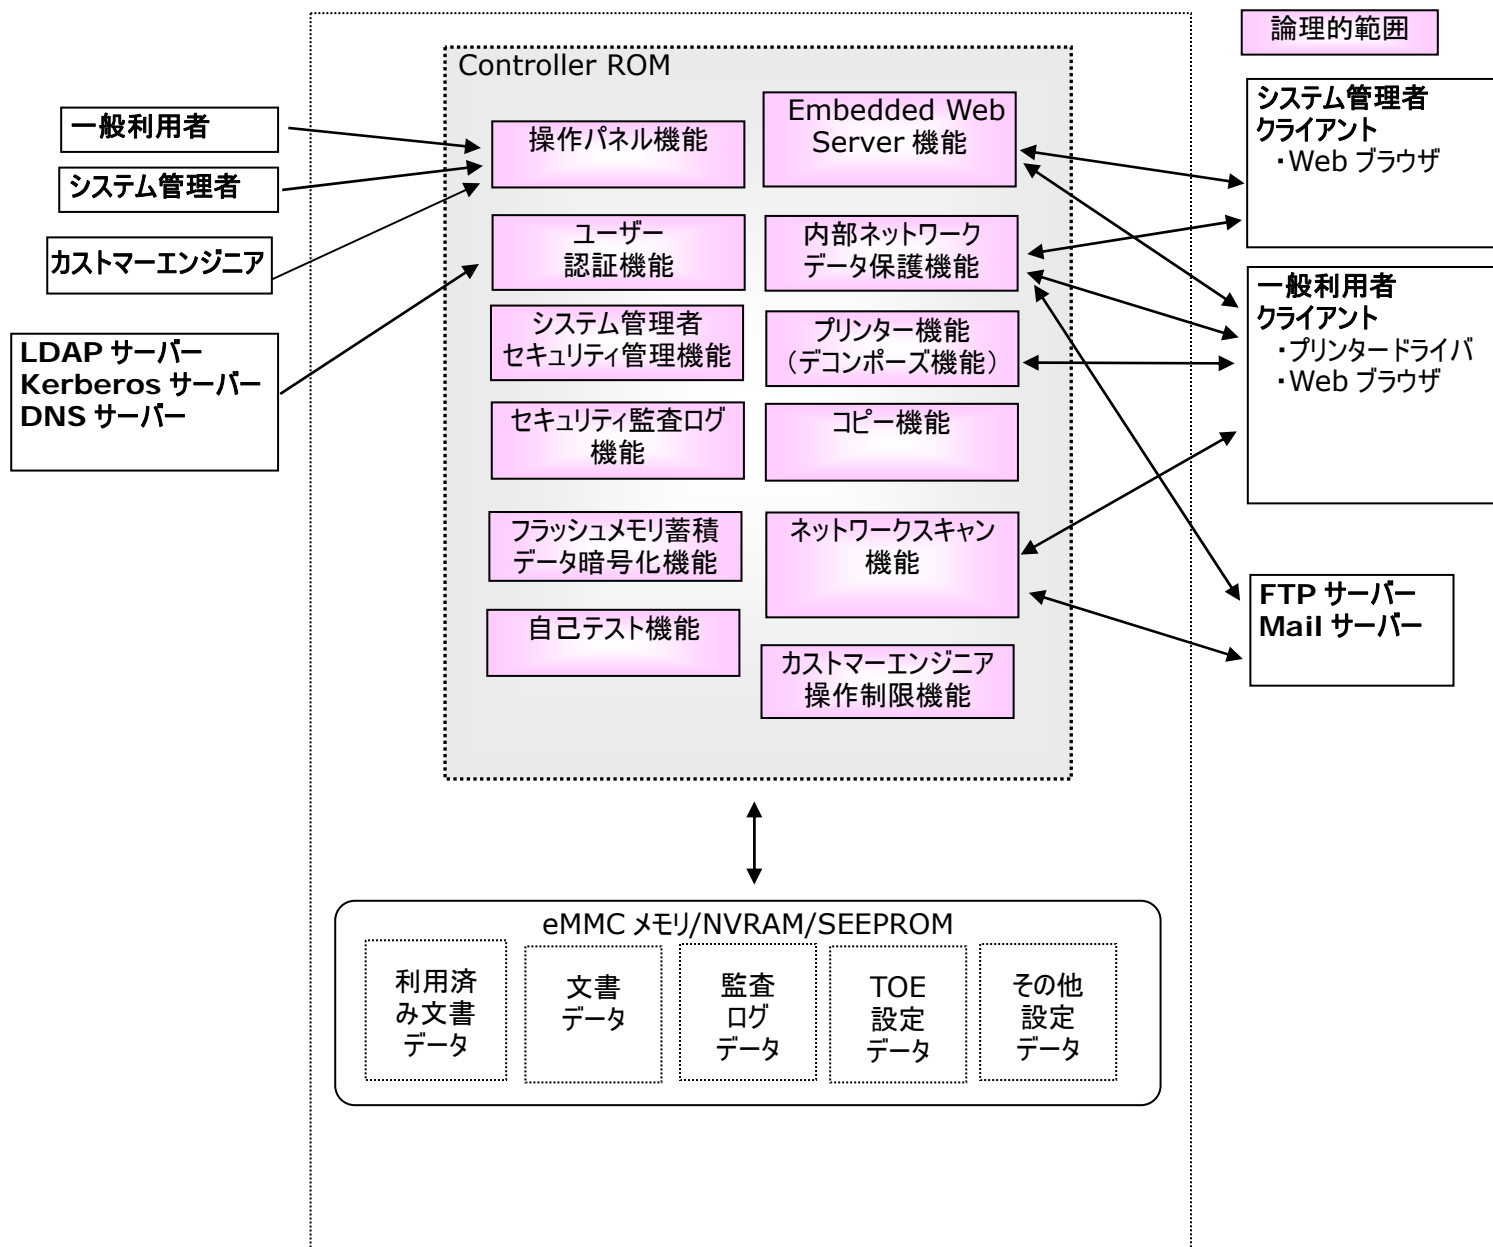 論理的範囲
Controller ROM
一般利用者
システム管理者
カストマーエンジニア
LDAP サーバー
Kerberos サーバー
DNS サーバー
操作パネル機能
Embedded Web
Server 機能
ユーザー
認証機能
内部ネットワーク
データ保護機能
システム管理者
セキュリティ管理機能
プリンター機能
（デコンポーズ機能）
セキュリティ監査ログ
機能
コピー機能
フラッシュメモリ蓄積
データ暗号化機能
ネットワークスキャン
機能
自己テスト機能
カストマーエンジニア
操作制限機能
システム管理者
クライアント
・Web ブラウザ
一般利用者
クライアント
・プリンタードライバ
・Web ブラウザ
FTP サーバー
Mail サーバー
eMMC メモリ/NVRAM/SEEPROM
利用済
み文書
データ
文書
データ
監査
ログ
データ
TOE
設定
データ
その他
設定
データ